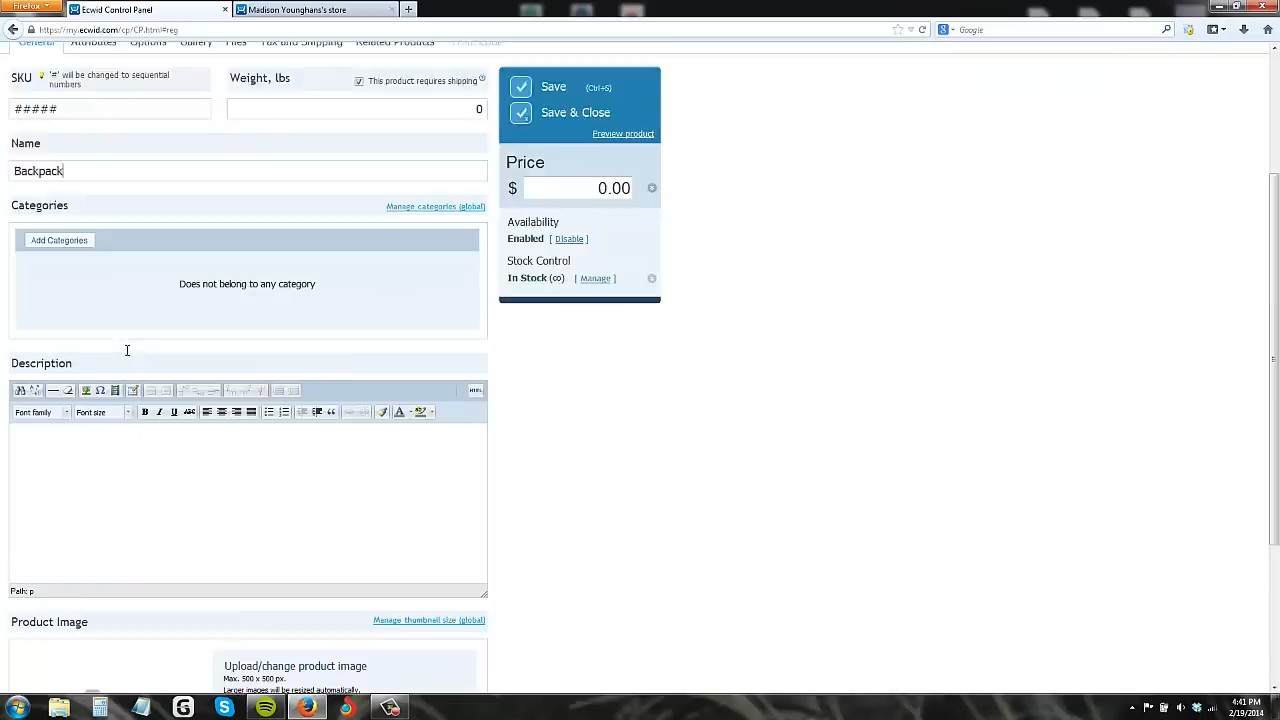 Firefox
Ecwid Control Panel
Madison Younghans's store
https://my.ecwid.com/cp/CP.html#reg
Google
General Attributes Options Gallery Files Tax and Shipping Related Products
SKU '#' will be changed to sequential
numbers
Weight, lbs
This product requires shipping
#####
0
Name
Backpack
Categories
Manage categories (global)
Add Categories
Does not belong to any category
Description
HTML
Font family
Font size
B I U ABC
Path: p
Product Image
Manage thumbnail size (global)
Upload/change product image
Max. 500 x 500 px.
Larger images will be resized automatically.
Save (Ctrl+S)
Save & Close
Preview product
Price
$ 0.00
Availability
Enabled [ Disable ]
Stock Control
In Stock (∞) [ Manage ]
4:41 PM
2/19/2014